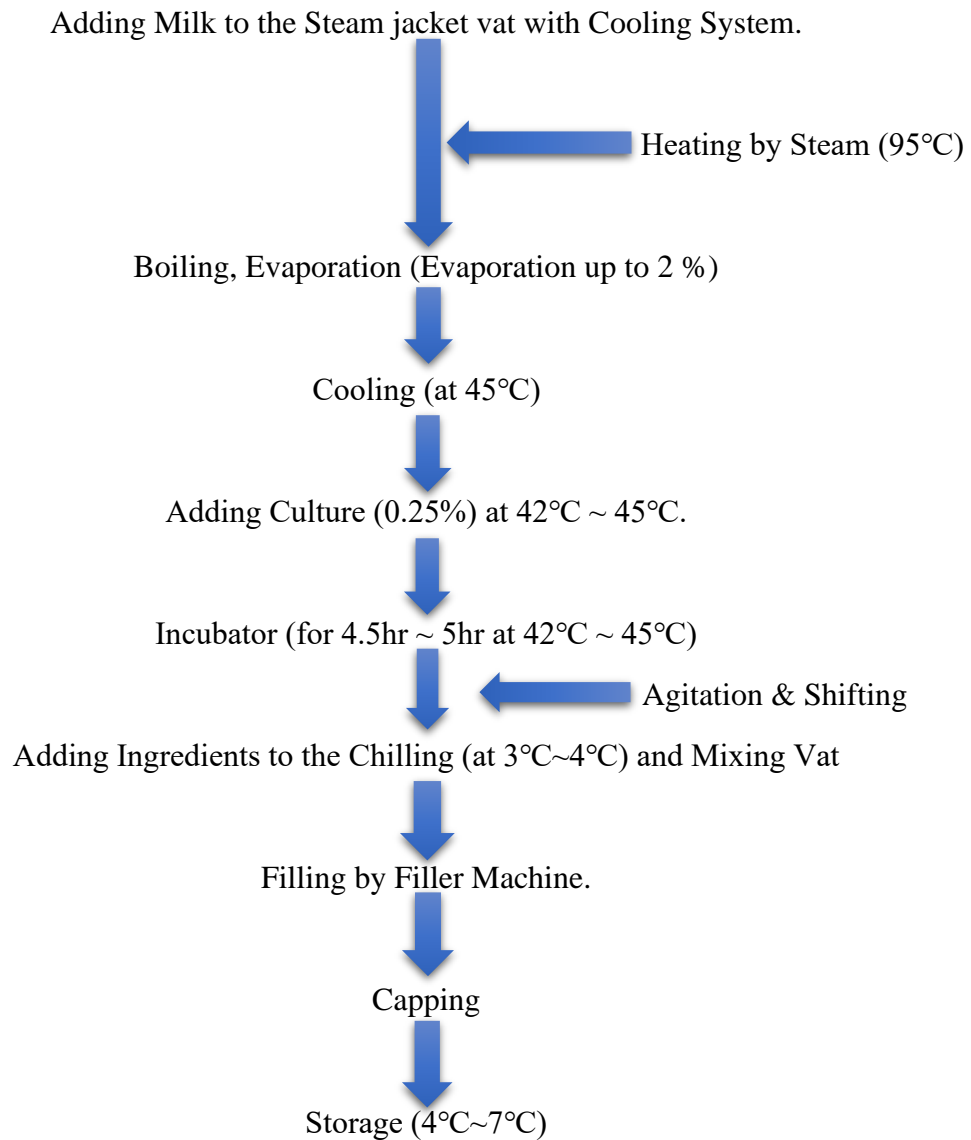 Adding Milk to the Steam jacket vat with Cooling System.
Heating by Steam (95℃)
Boiling, Evaporation (Evaporation up to 2 %)
Cooling (at 45℃)
Adding Culture (0.25%) at 42℃ ~ 45℃.
Incubator (for 4.5hr ~ 5hr at 42℃ ~ 45℃)
Agitation & Shifting
Adding Ingredients to the Chilling (at 3℃~4℃) and Mixing Vat
Filling by Filler Machine.
Capping
Storage (4℃~7℃)